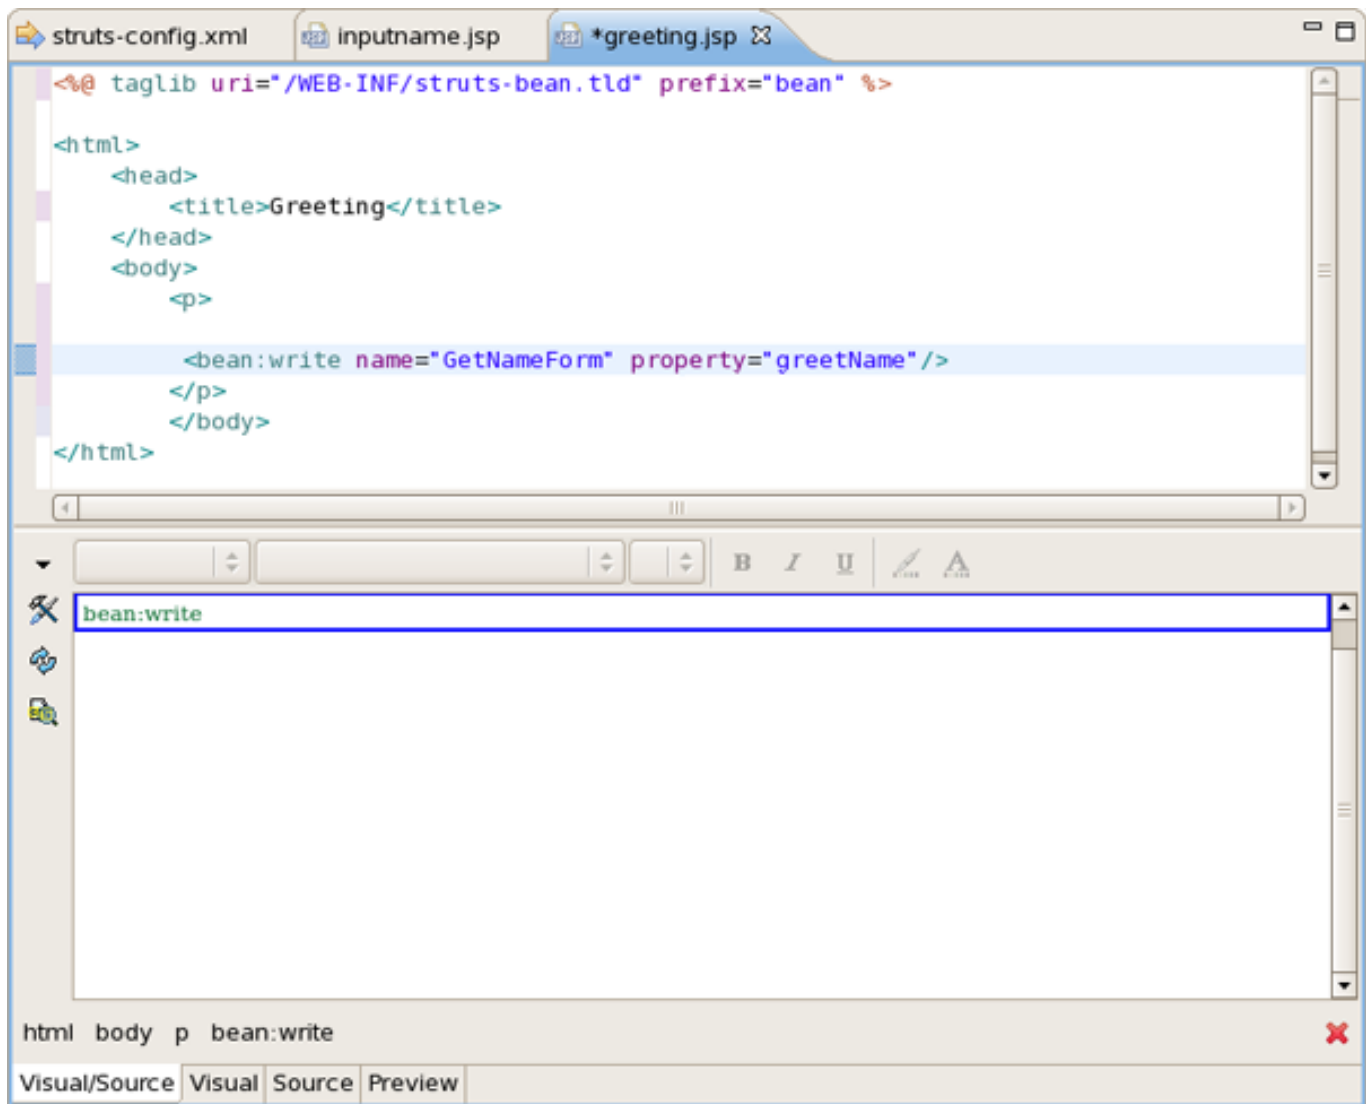 struts-config.xml inputname.jsp *greeting.jsp
<%@ taglib uri="/WEB-INF/struts-bean.tld" prefix="bean" %>
<html>
<head>
<title>Greeting</title>
</head>
<body>
<p>
<bean:write name="GetNameForm" property="greetName"/>
</p>
</body>
</html>
B I U A
bean:write
html body p bean:write
Visual/Source Visual Source Preview